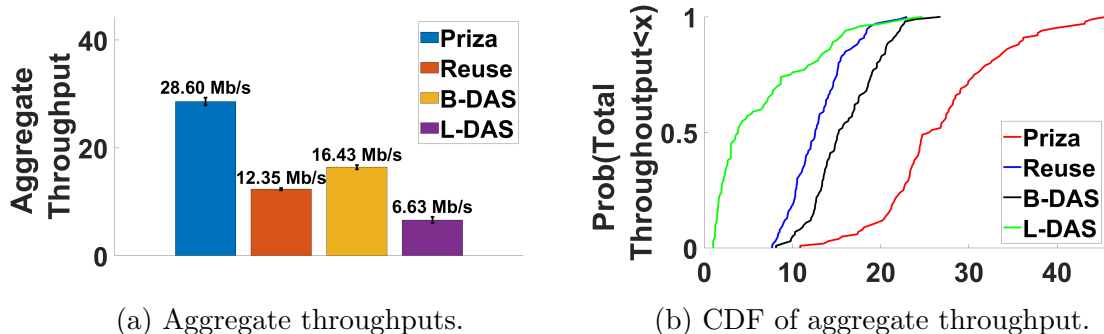 Aggregate
Throughput
40
20
0
28.60 Mb/s
12.35 Mb/s
16.43 Mb/s
6.63 Mb/s
Priza
Reuse
B-DAS
L-DAS
(a) Aggregate throughputs.
Prob(Total
Throughoutput<x)
1
0.5
0
0 10 20 30 40
Priza
Reuse
B-DAS
L-DAS
(b) CDF of aggregate throughput.